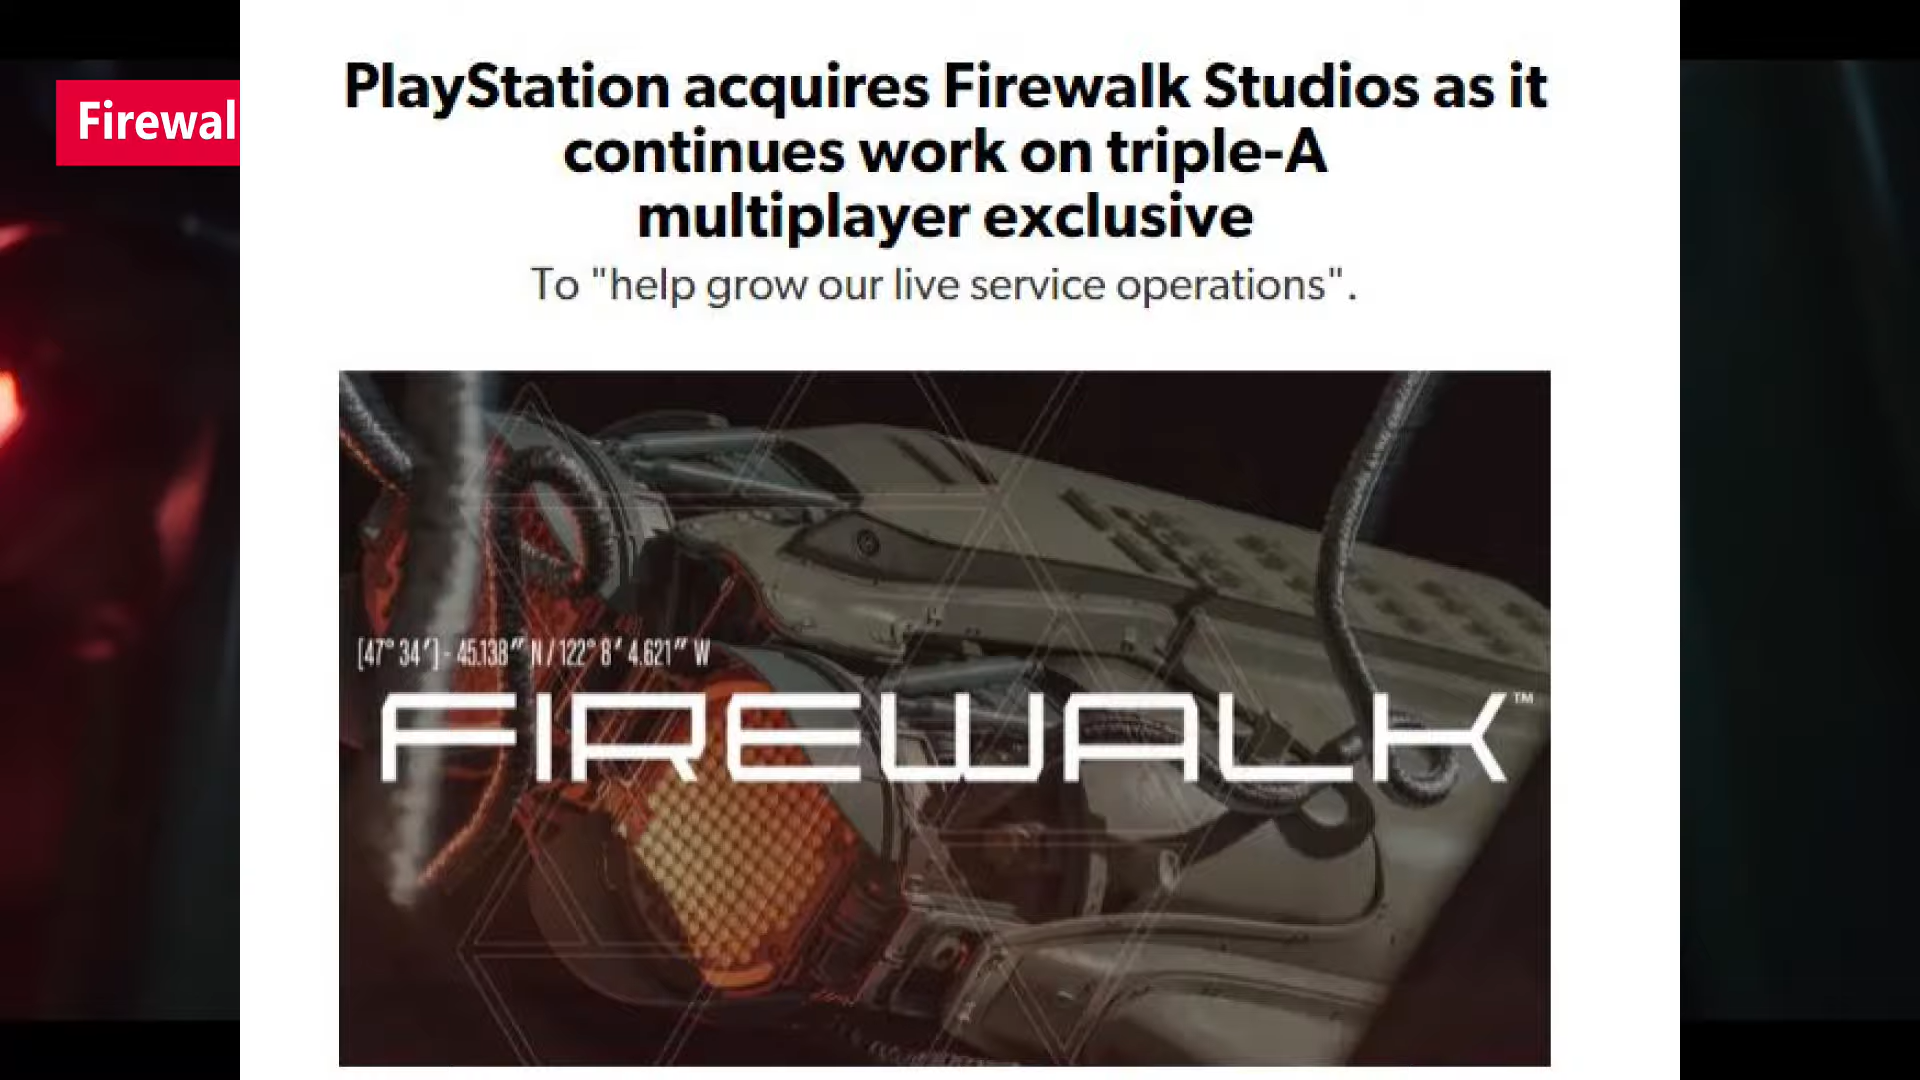 Firewal
PlayStation acquires Firewalk Studios as it
continues work on triple-A
multiplayer exclusive
To "help grow our live service operations".
[47° 34′] - 45.138″ N / 122° 8′ 4.621″ W
FIREWALK™